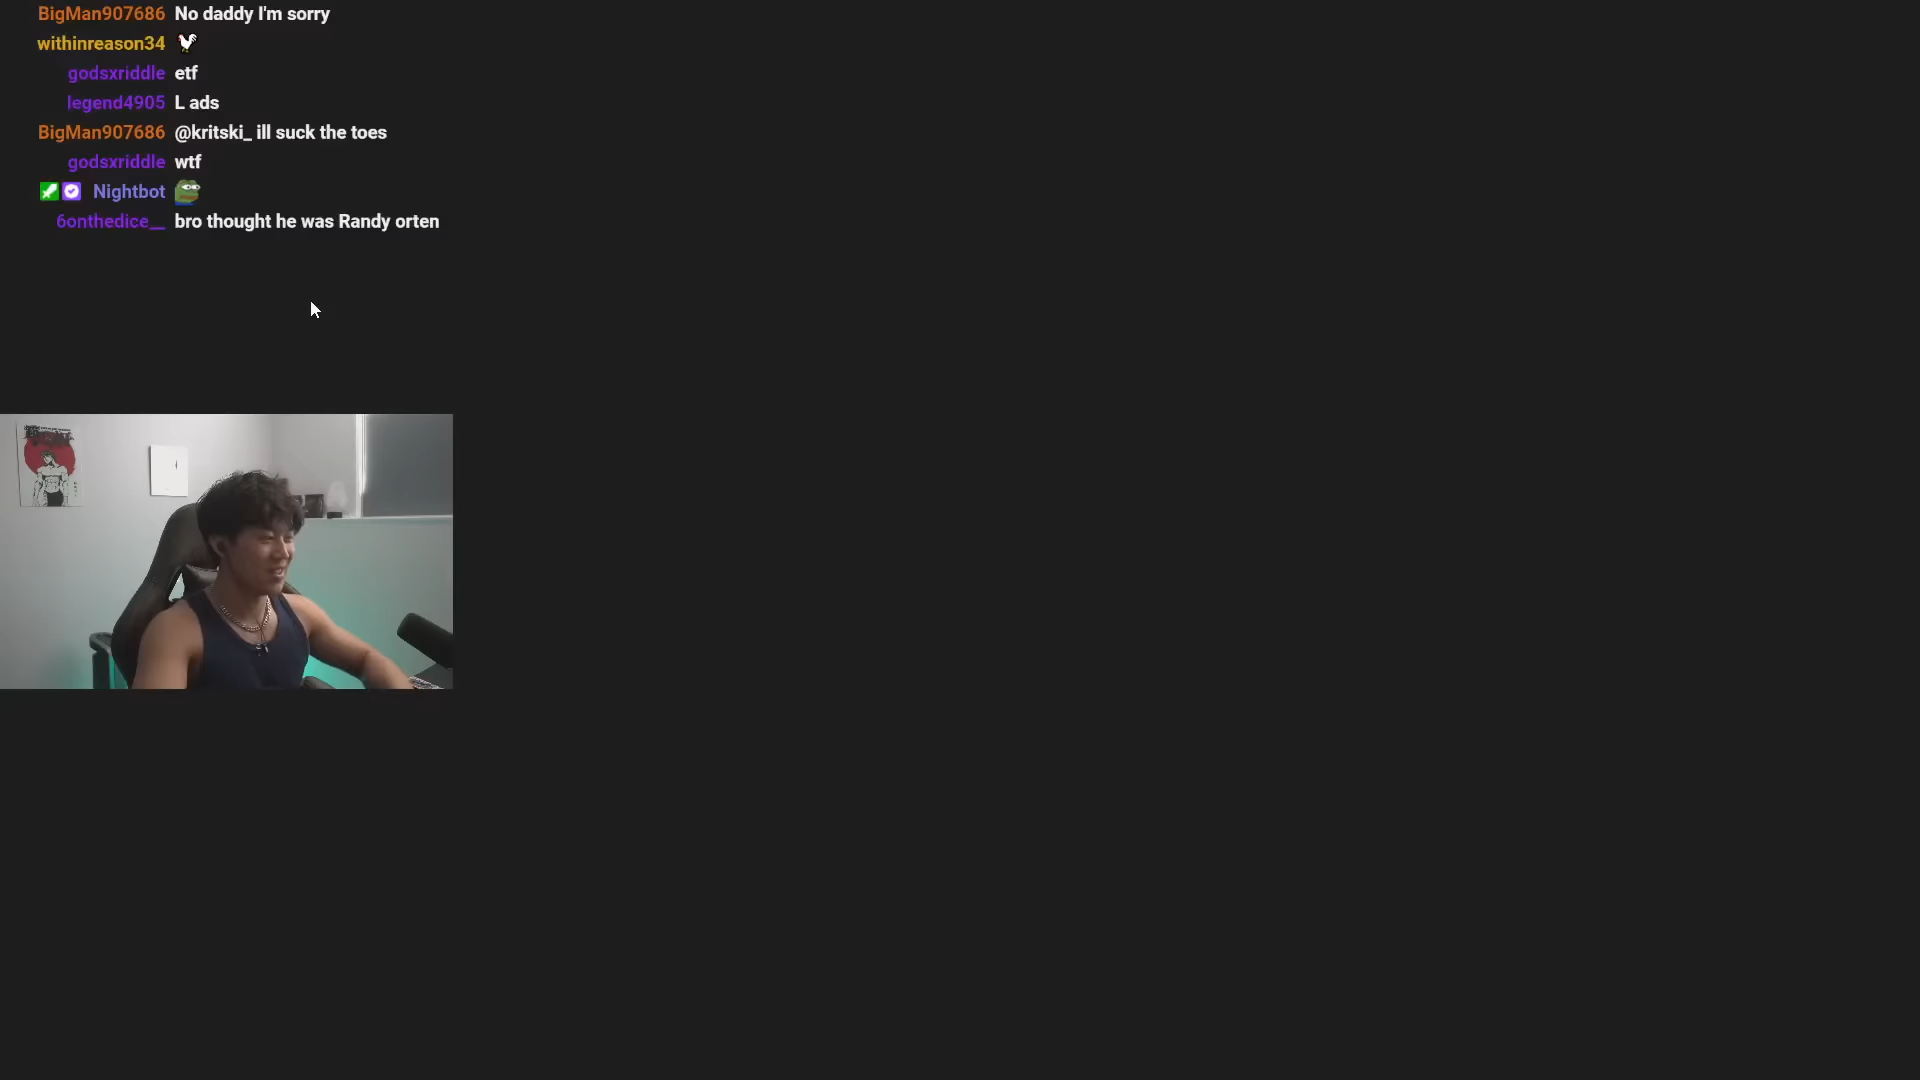 BigMan907686 No daddy I'm sorry
withinreason34
godsxriddle etf
legend4905 L ads
BigMan907686 @kritski_ ill suck the toes
godsxriddle wtf
Nightbot
6onthedice__ bro thought he was Randy orten